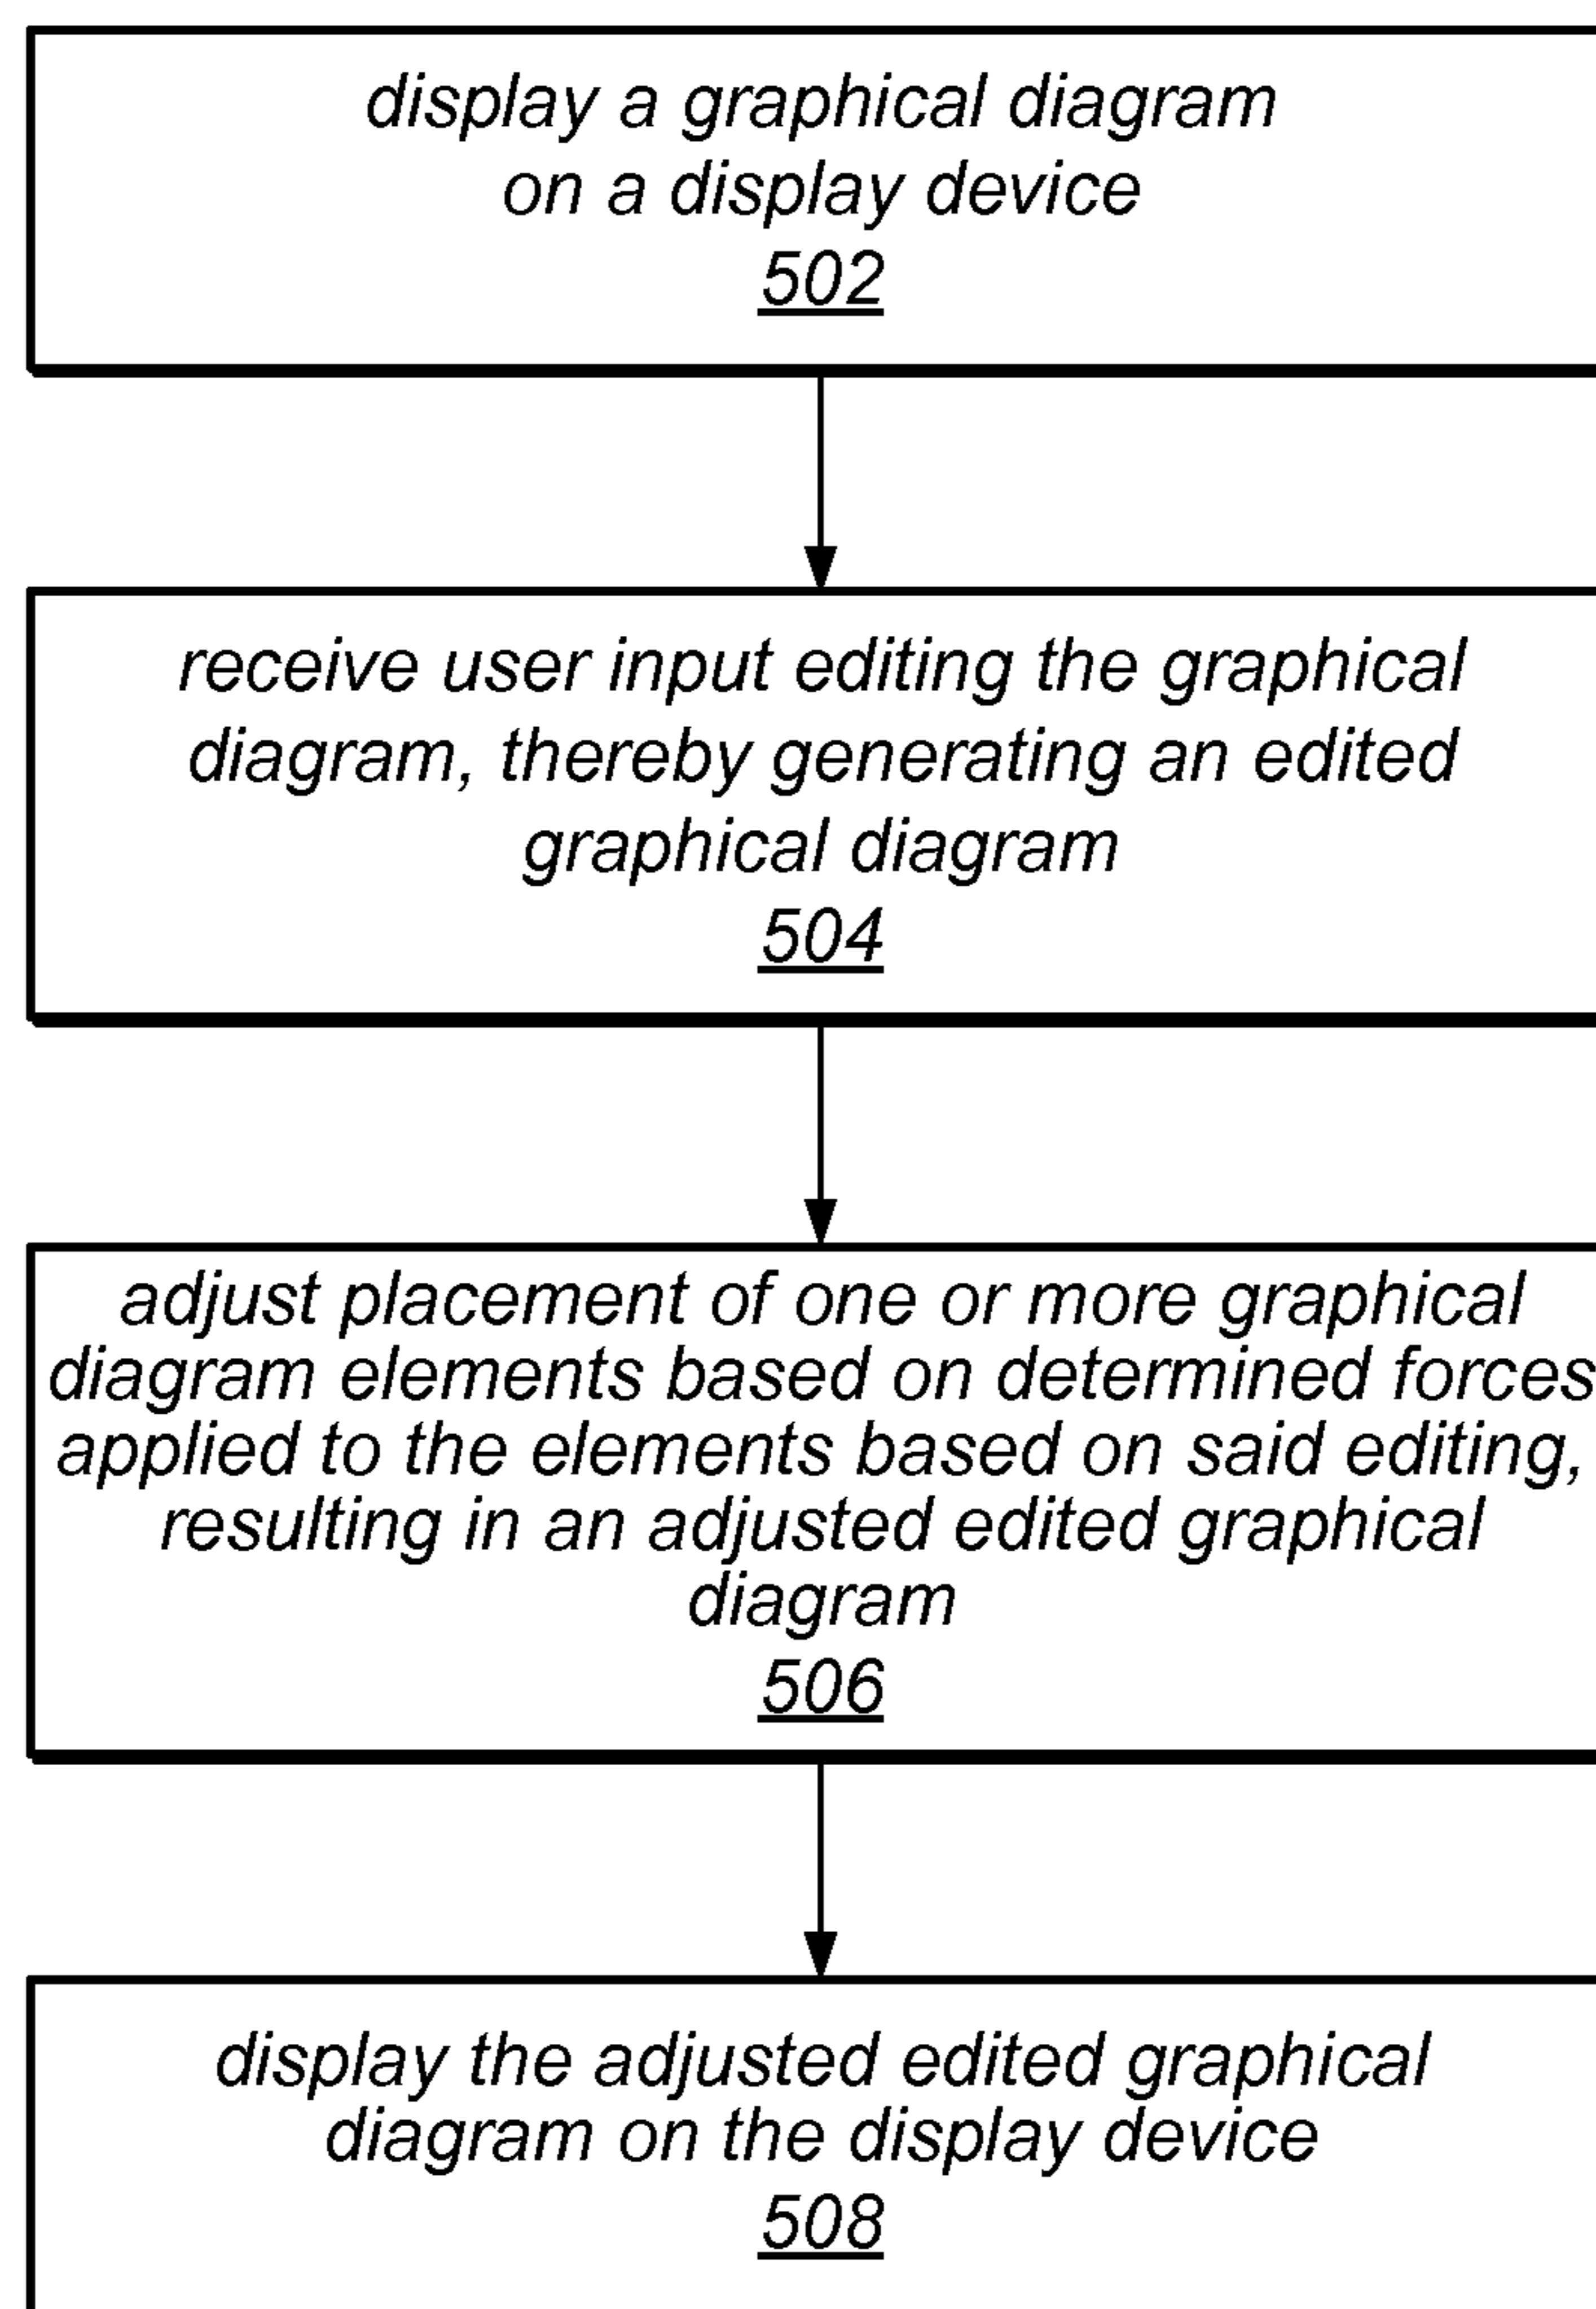 display a graphical diagram
on a display device
502
receive user input editing the graphical
diagram, thereby generating an edited
graphical diagram
504
adjust placement of one or more graphical
diagram elements based on determined forces
applied to the elements based on said editing,
resulting in an adjusted edited graphical
diagram
506
display the adjusted edited graphical
diagram on the display device
508